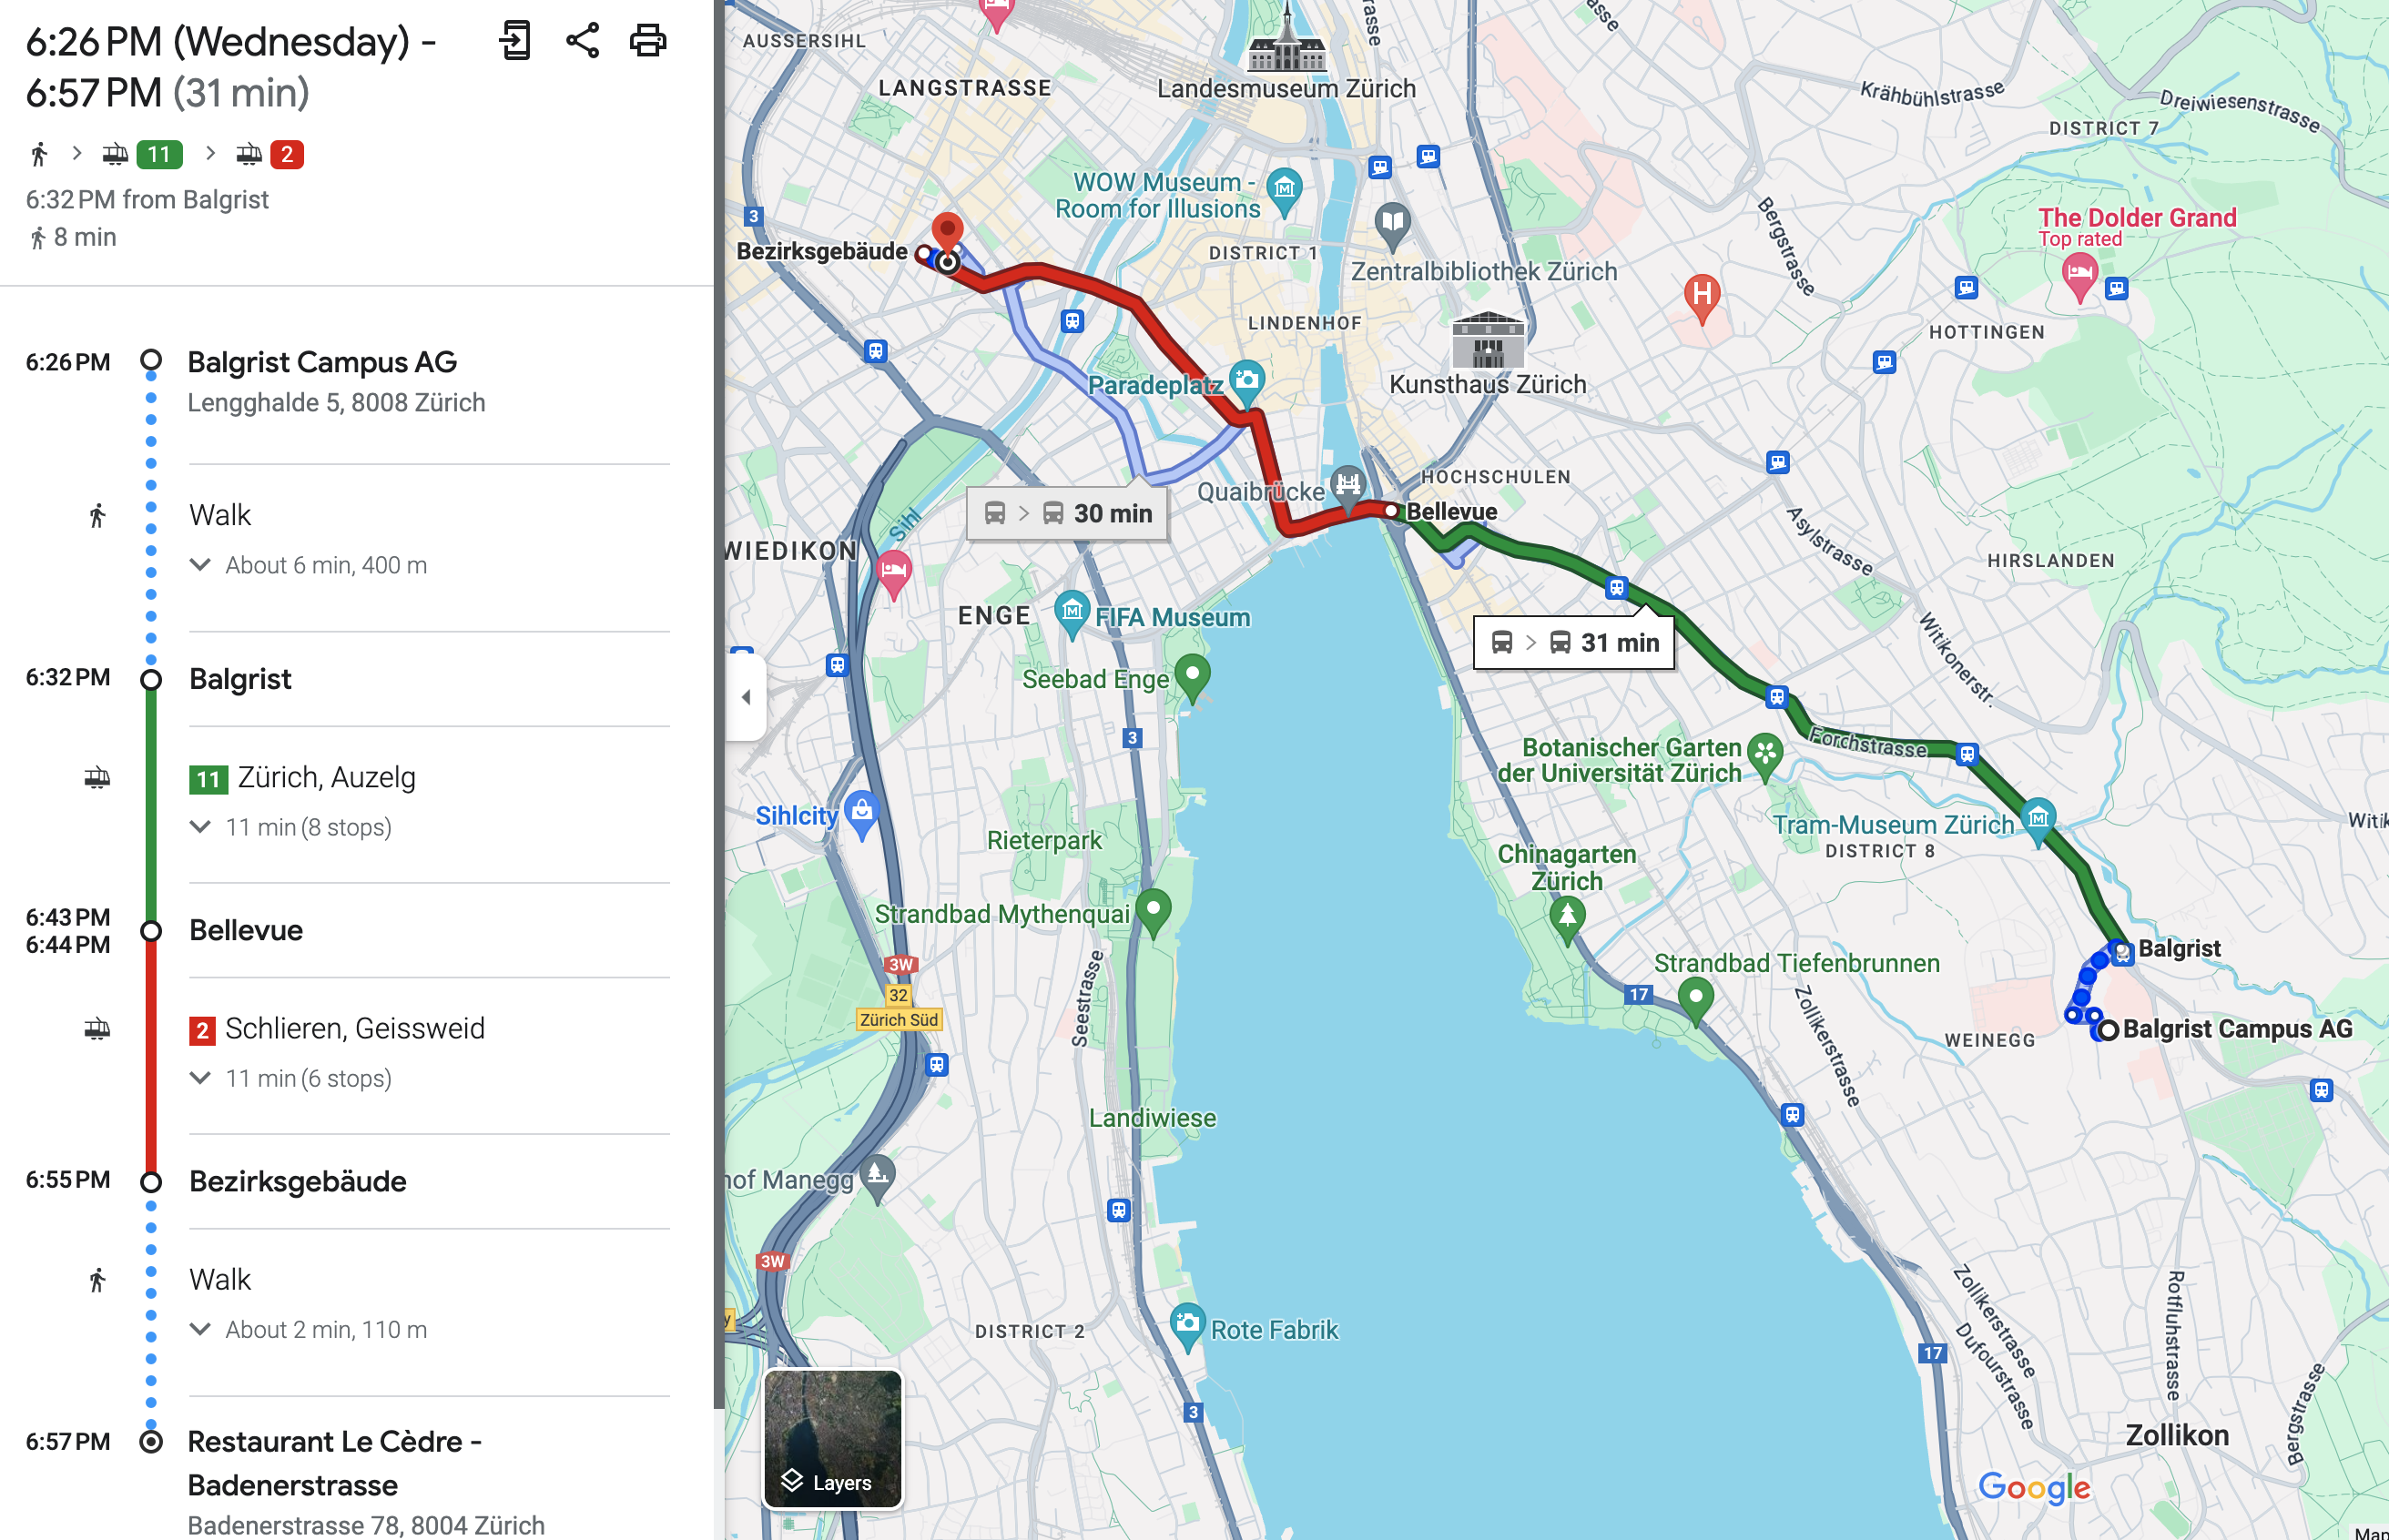 6:26 PM (Wednesday) -
6:57 PM (31 min)
11
2
6:32 PM from Balgrist
8 min
6:26 PM
Balgrist Campus AG
Lengghalde 5, 8008 Zürich
Walk
About 6 min, 400 m
6:32 PM
Balgrist
11 Zürich, Auzelg
11 min (8 stops)
6:43 PM
6:44 PM
Bellevue
2 Schlieren, Geissweid
11 min (6 stops)
6:55 PM
Bezirksgebäude
Walk
About 2 min, 110 m
6:57 PM
Restaurant Le Cèdre -
Badenerstrasse
Badenerstrasse 78, 8004 Zürich
AUSSERSIHL
LANGSTRASSE
Landesmuseum Zürich
Krähbühlstrasse
Dreiwiesenstrasse
DISTRICT 7
WOW Museum -
Room for Illusions
3
Bezirksgebäude
DISTRICT 1
Zentralbibliothek Zürich
Bergstrasse
H
The Dolder Grand
Top rated
LINDENHOF
HOTTINGEN
Kunsthaus Zürich
Paradeplatz
Quaibrücke
HOCHSCHULEN
Bellevue
30 min
Sihl
WIEDIKON
Asylstrasse
HIRSLANDEN
ENGE
FIFA Museum
31 min
Witikonerstr.
Seebad Enge
3
Forchstrasse
Botanischer Garten
der Universität Zürich
Sihlcity
Tram-Museum Zürich
DISTRICT 8
Rieterpark
Chinagarten
Zürich
Strandbad Mythenquai
Balgrist
3W
Seestrasse
Strandbad Tiefenbrunnen
32
17
Zürich Süd
Zollikerstrasse
WEINEGG
Balgrist Campus AG
Landiwiese
hof Manegg
3W
Rote Fabrik
DISTRICT 2
Zollikerstrasse
Dufourstrasse
Rotfluhstrasse
17
Bergstrasse
3
Zollikon
Layers
Google